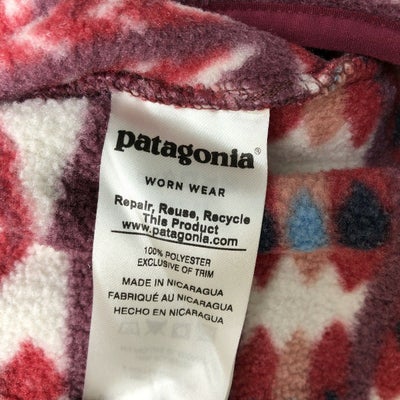 patagonia®
WORN WEAR
Repair, Reuse, Recycle
This Product
www.patagonia.com
100% POLYESTER
EXCLUSIVE OF TRIM
MADE IN NICARAGUA
FABRIQUÉ AU NICARAGUA
HECHO EN NICARAGUA